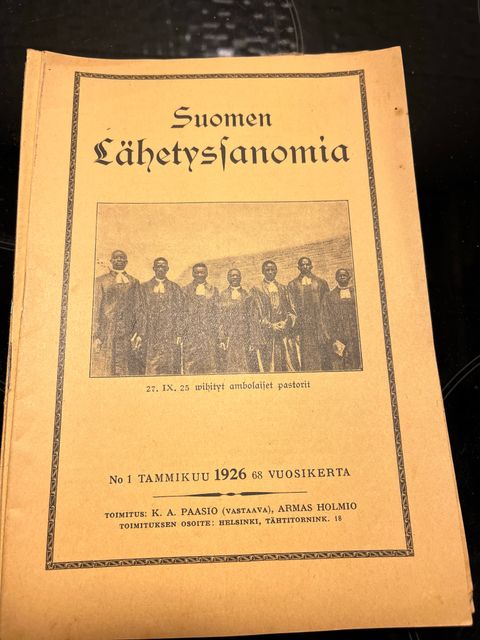 Suomen
Lähetysſanomia
27. IX. 25 wihityt ambolaiſet pastorit
No 1 TAMMIKUU 1926 68 VUOSIKERTA
TOIMITUS: K. A. PAASIO (VASTAAVA), ARMAS HOLMIO
TOIMITUKSEN OSOITE: HELSINKI, TÄHTITORNINK. 18